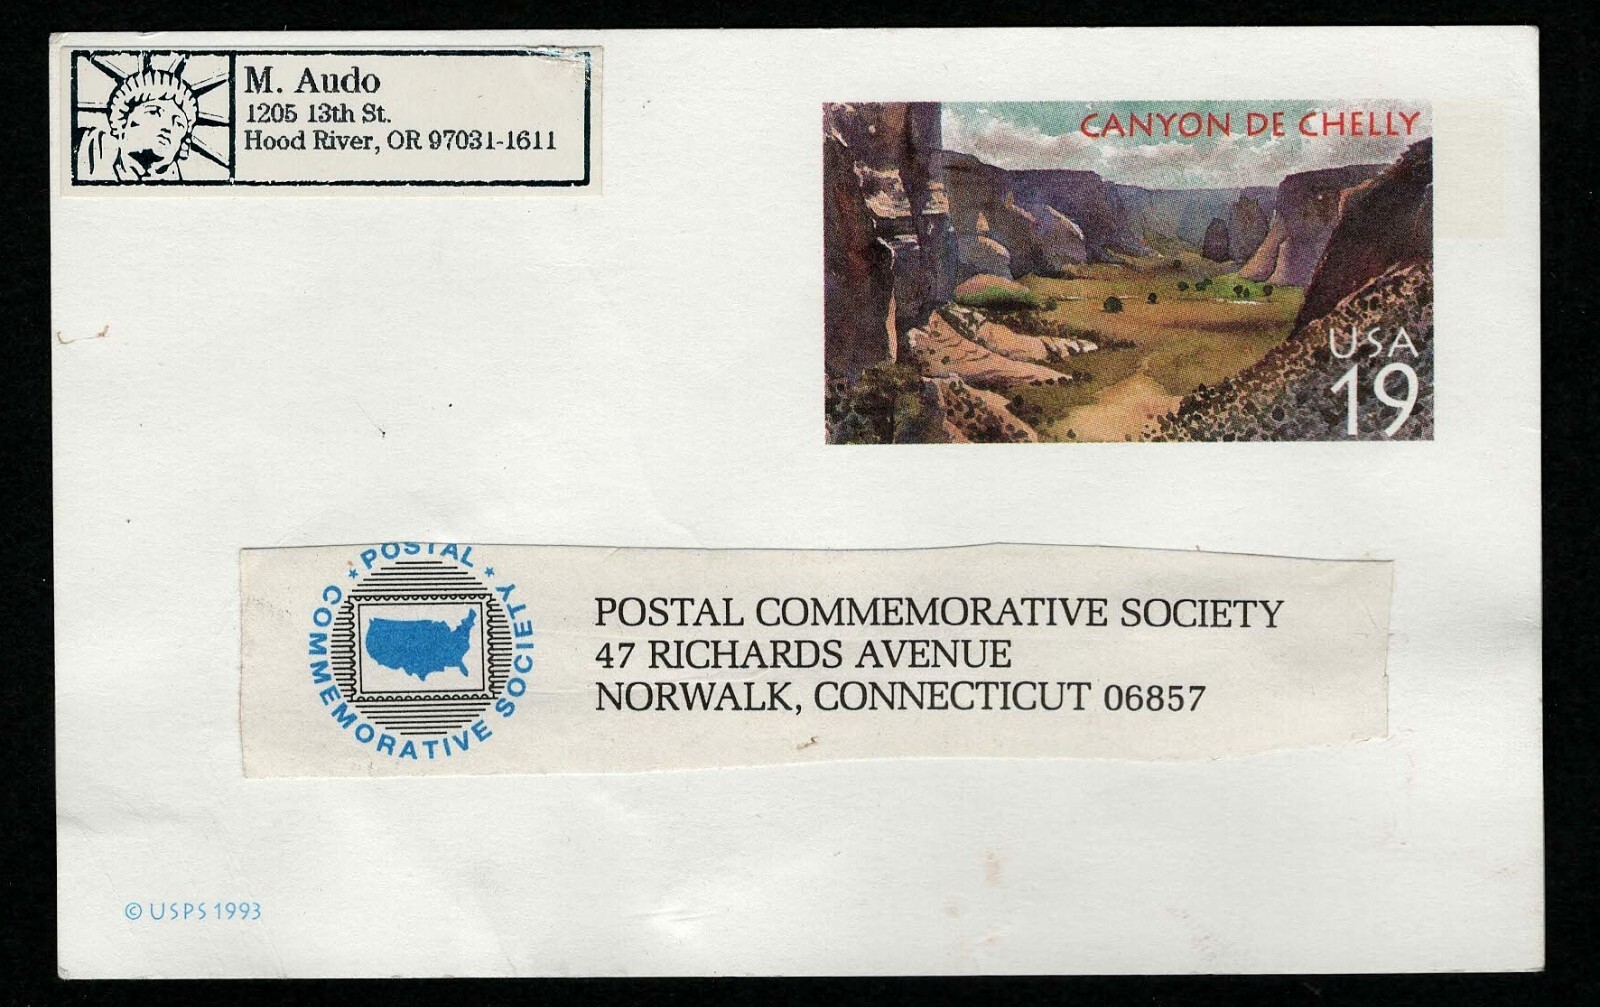 M. Audo
1205 13th St.
Hood River, OR 97031-1611
CANYON DE CHELLY
USA
19
POSTAL COMMEMORATIVE SOCIETY
POSTAL COMMEMORATIVE SOCIETY
47 RICHARDS AVENUE
NORWALK, CONNECTICUT 06857
© USPS 1993